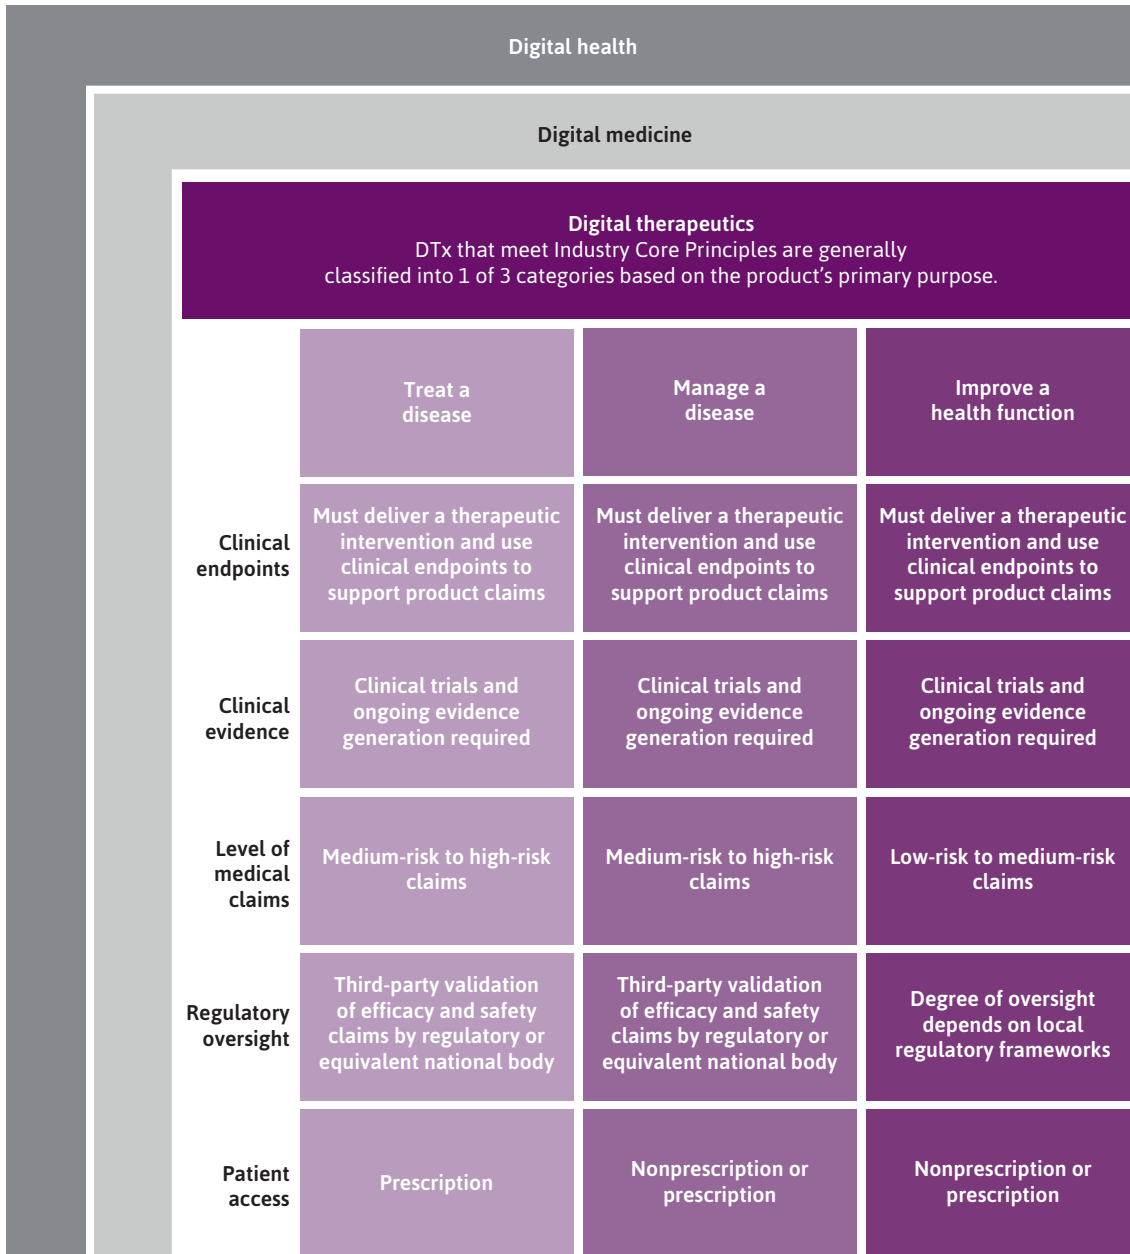 Digital health
Digital medicine
Digital therapeutics
DTx that meet Industry Core Principles are generally
classified into 1 of 3 categories based on the product’s primary purpose.
Treat a
disease
Manage a
disease
Improve a
health function
Clinical
endpoints
Must deliver a therapeutic
intervention and use
clinical endpoints to
support product claims
Must deliver a therapeutic
intervention and use
clinical endpoints to
support product claims
Must deliver a therapeutic
intervention and use
clinical endpoints to
support product claims
Clinical
evidence
Clinical trials and
ongoing evidence
generation required
Clinical trials and
ongoing evidence
generation required
Clinical trials and
ongoing evidence
generation required
Level of
medical
claims
Medium-risk to high-risk
claims
Medium-risk to high-risk
claims
Low-risk to medium-risk
claims
Regulatory
oversight
Third-party validation
of efficacy and safety
claims by regulatory or
equivalent national body
Third-party validation
of efficacy and safety
claims by regulatory or
equivalent national body
Degree of oversight
depends on local
regulatory frameworks
Patient
access
Prescription
Nonprescription or
prescription
Nonprescription or
prescription